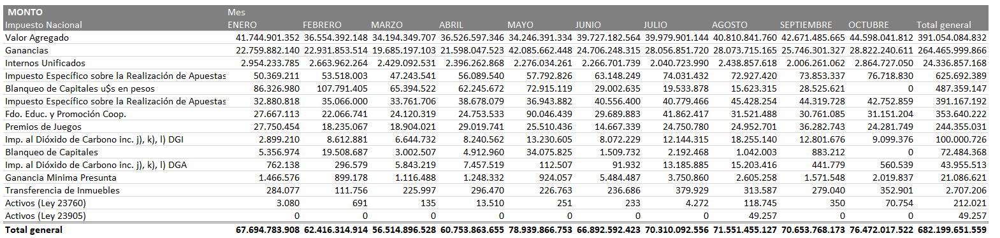 MONTO Mes
Impuesto Nacional ENERO FEBRERO MARZO ABRIL MAYO JUNIO JULIO AGOSTO SEPTIEMBRE OCTUBRE Total general
Valor Agregado 41.744.901.352 36.554.392.148 34.194.349.707 36.526.597.346 34.246.391.334 39.727.182.564 39.979.901.144 40.810.841.760 42.671.485.665 44.598.041.812 391.054.084.832
Ganancias 22.759.882.140 22.931.853.514 19.685.197.103 21.598.047.523 42.085.662.448 24.706.248.315 28.056.851.720 28.073.715.165 25.746.301.327 28.822.240.611 264.465.999.866
Internos Unificados 2.954.233.785 2.663.962.264 2.429.092.531 2.396.262.868 2.276.034.261 2.266.701.739 2.040.723.990 2.438.857.618 2.006.261.062 2.864.727.050 24.336.857.168
Impuesto Específico sobre la Realización de Apuestas 50.369.211 53.518.003 47.243.541 56.089.540 57.792.826 63.148.249 74.031.432 72.927.420 73.853.337 76.718.830 625.692.389
Blanqueo de Capitales u$s en pesos 86.326.980 107.791.405 65.394.522 62.245.672 72.915.119 29.002.635 19.533.878 15.623.315 28.525.621 0 487.359.147
Impuesto Específico sobre la Realización de Apuestas 32.880.818 35.066.000 33.761.706 38.678.079 36.943.882 40.556.400 40.779.466 45.428.254 44.319.728 42.752.859 391.167.192
Fdo. Educ. y Promoción Coop. 27.667.113 22.066.741 24.120.319 24.753.533 90.046.439 29.689.883 41.862.417 31.521.488 30.761.085 31.151.204 353.640.222
Premios de Juegos 27.750.454 18.235.067 18.904.021 29.019.741 25.510.436 14.667.339 24.750.780 24.952.701 36.282.743 24.281.749 244.355.031
Imp. al Dióxido de Carbono inc. j), k), l) DGI 2.899.210 8.612.881 6.644.732 8.240.562 13.230.605 8.072.229 12.144.315 18.255.140 12.801.676 9.099.376 100.000.726
Blanqueo de Capitales 5.356.974 19.508.687 3.002.507 4.912.960 34.075.825 1.509.732 2.192.468 1.042.003 883.212 0 72.484.368
Imp. al Dióxido de Carbono inc. j), k), l) DGA 762.138 296.579 5.843.219 7.457.519 112.507 91.932 13.185.885 15.203.416 441.779 560.539 43.955.513
Ganancia Minima Presunta 1.466.576 899.178 1.116.488 1.248.332 924.057 5.484.487 3.750.860 2.605.258 1.571.548 2.019.837 21.086.621
Transferencia de Inmuebles 284.077 111.756 225.997 296.470 226.763 236.686 379.929 313.587 279.040 352.901 2.707.206
Activos (Ley 23760) 3.080 691 135 13.510 251 233 4.272 118.745 350 70.754 212.021
Activos (Ley 23905) 0 0 0 0 0 0 0 49.257 0 0 49.257
Total general 67.694.783.908 62.416.314.914 56.514.896.528 60.753.863.655 78.939.866.753 66.892.592.423 70.310.092.556 71.551.455.127 70.653.768.173 76.472.017.522 682.199.651.559